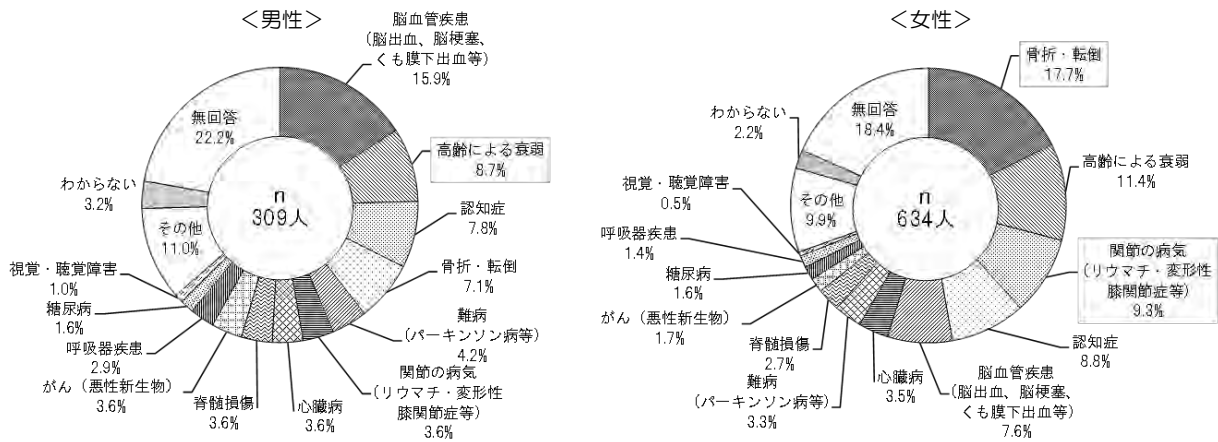 ＜男性＞
脳血管疾患
（脳出血、脳梗塞、
くも膜下出血等）
15.9%
高齢による衰弱
8.7%
認知症
7.8%
骨折・転倒
7.1%
難病
（パーキンソン病等）
4.2%
関節の病気
（リウマチ・変形性
膝関節症等）
3.6%
心臓病
3.6%
脊髄損傷
3.6%
がん（悪性新生物）
3.6%
呼吸器疾患
2.9%
糖尿病
1.6%
視覚・聴覚障害
1.0%
その他
11.0%
わからない
3.2%
無回答
22.2%
n
309人
＜女性＞
骨折・転倒
17.7%
高齢による衰弱
11.4%
関節の病気
（リウマチ・変形性
膝関節症等）
9.3%
認知症
8.8%
脳血管疾患
（脳出血、脳梗塞、
くも膜下出血等）
7.6%
心臓病
3.5%
難病
（パーキンソン病等）
3.3%
脊髄損傷
2.7%
がん（悪性新生物）
1.7%
糖尿病
1.6%
呼吸器疾患
1.4%
視覚・聴覚障害
0.5%
その他
9.9%
わからない
2.2%
無回答
18.4%
n
634人